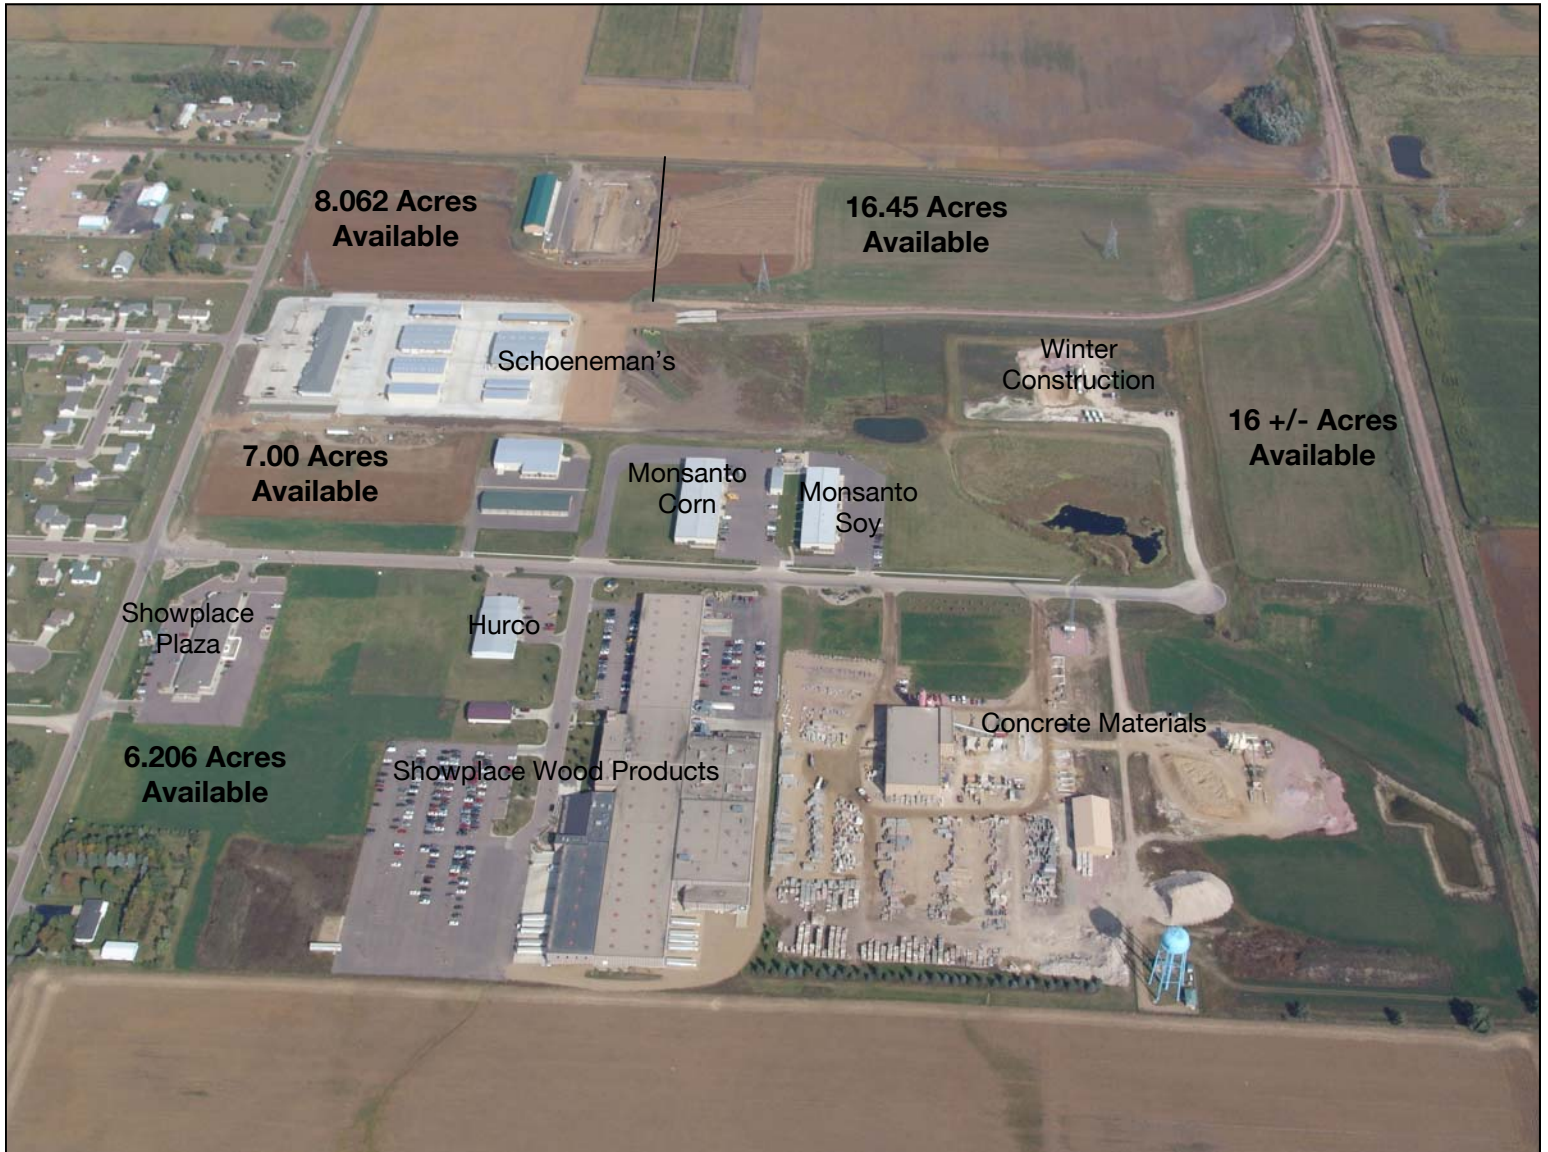 8.062 Acres
Available
16.45 Acres
Available
Schoeneman's
Winter
Construction
16 +/- Acres
Available
7.00 Acres
Available
Monsanto
Corn
Monsanto
Soy
Showplace
Plaza
Hurco
Concrete Materials
6.206 Acres
Available
Showplace Wood Products